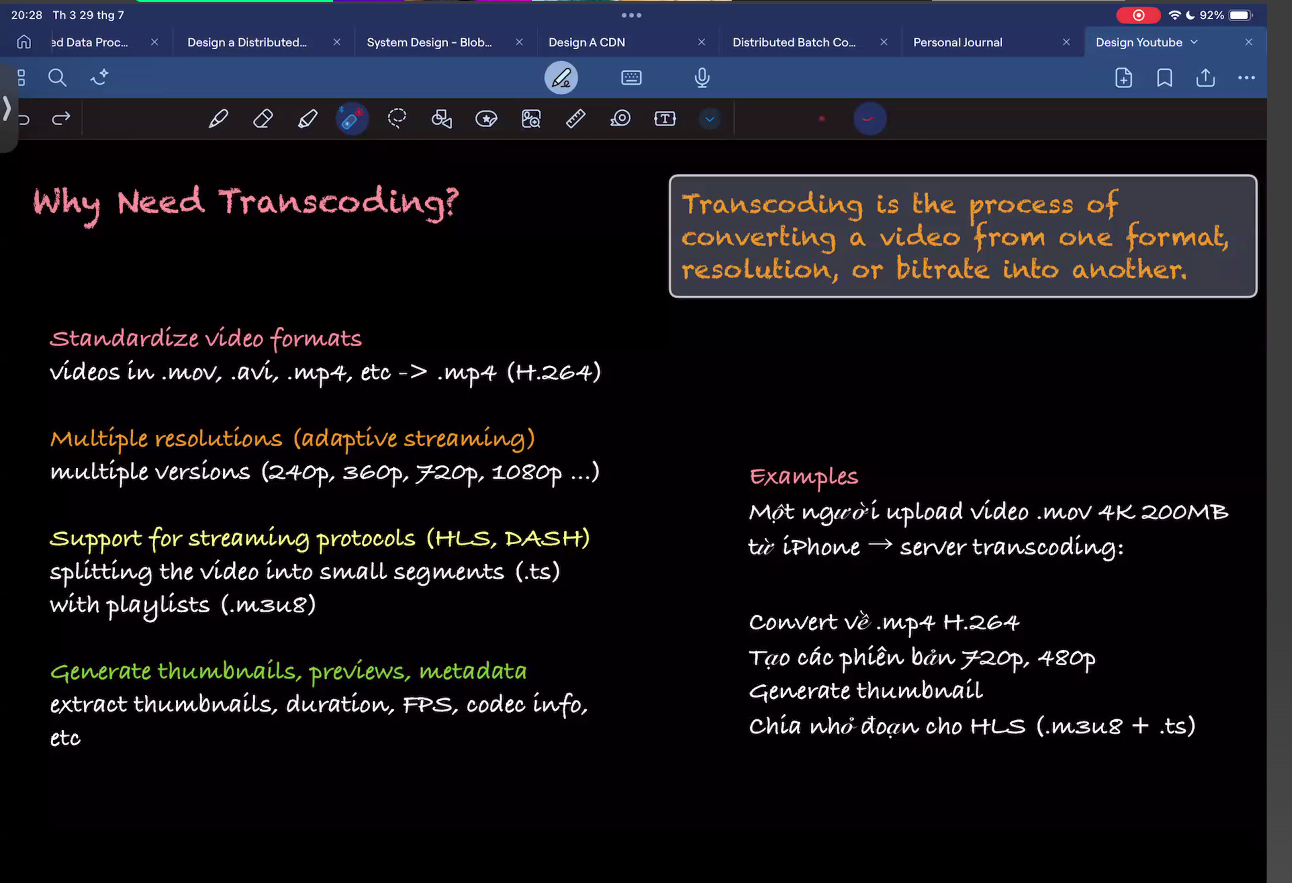 20:28 Th 3 29 thg 7
92%
ed Data Proc...
Design a Distributed...
System Design - Blob...
Design A CDN
Distributed Batch Co...
Personal Journal
Design Youtube
Why Need Transcoding?
Transcoding is the process of
converting a video from one format,
resolution, or bitrate into another.
Standardize video formats
videos in .mov, .avi, .mp4, etc -> .mp4 (H.264)
Multiple resolutions (adaptive streaming)
multiple versions (240p, 360p, 720p, 1080p ...)
Support for streaming protocols (HLS, DASH)
splitting the video into small segments (.ts)
with playlists (.m3u8)
Generate thumbnails, previews, metadata
extract thumbnails, duration, FPS, codec info,
etc
Examples
Một người upload video .mov 4K 200MB
từ iPhone → server transcoding:
Convert về .mp4 H.264
Tạo các phiên bản 720p, 480p
Generate thumbnail
Chia nhỏ đoạn cho HLS (.m3u8 + .ts)